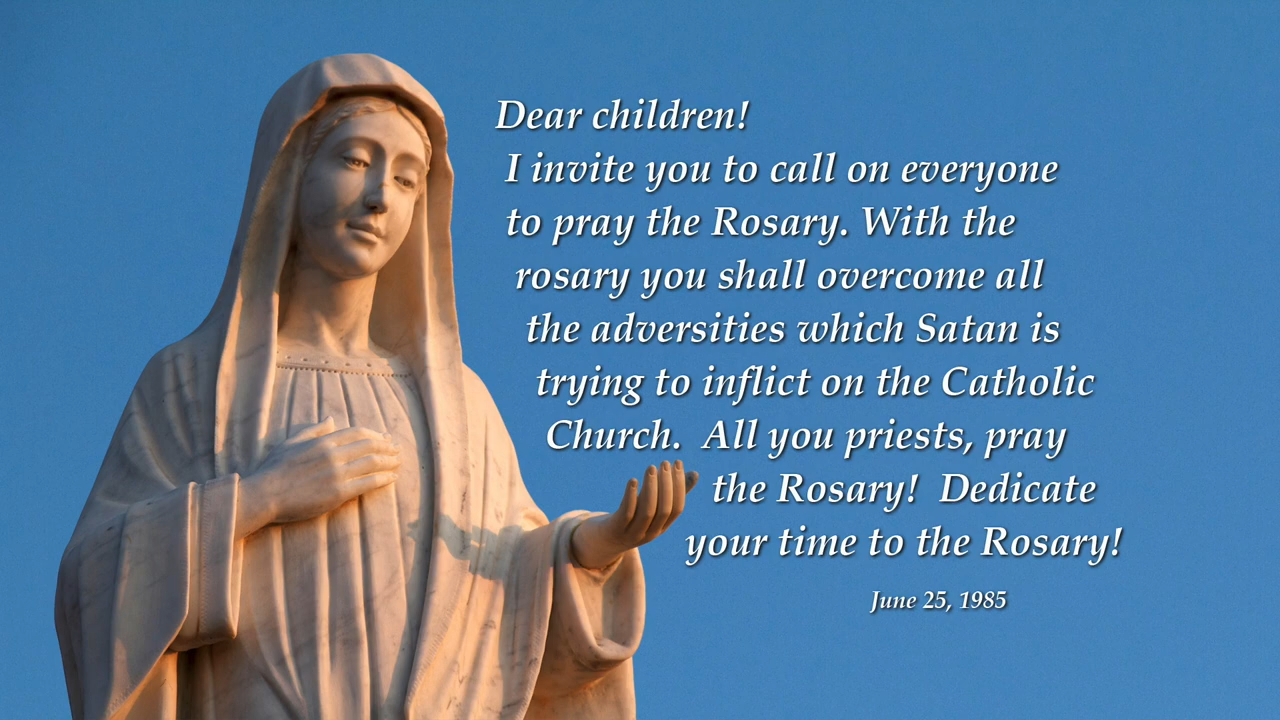 Dear children!
I invite you to call on everyone
to pray the Rosary. With the
rosary you shall overcome all
the adversities which Satan is
trying to inflict on the Catholic
Church.  All you priests, pray
the Rosary!  Dedicate
your time to the Rosary!
June 25, 1985